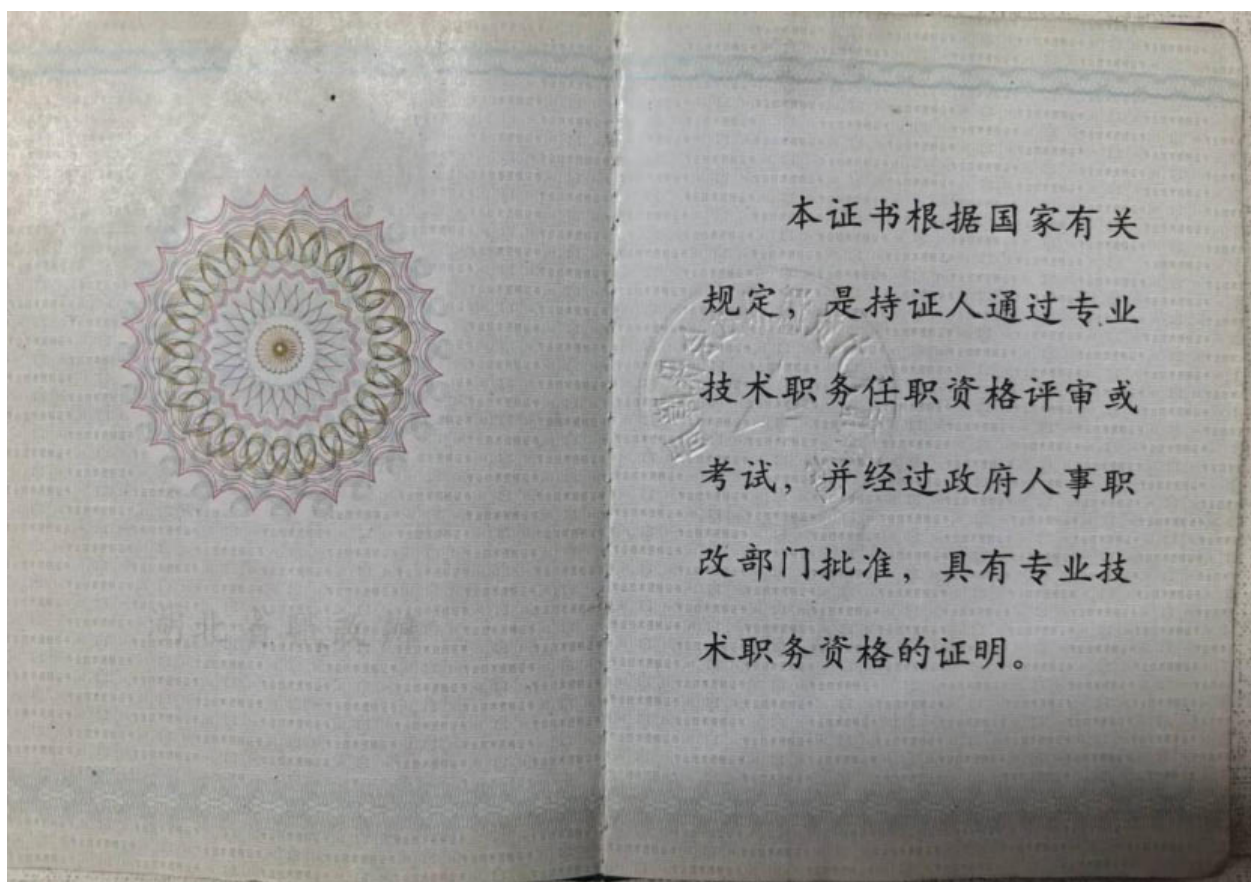 本证书根据国家有关
规定，是持证人通过专业
技术职务任职资格评审或
考试，并经过政府人事职
改部门批准，具有专业技
术职务资格的证明。